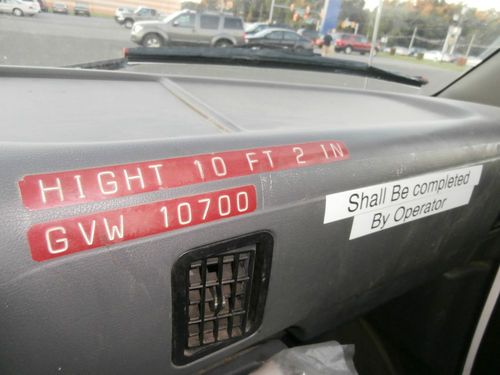 HIGHT 10 FT 2 IN
GVW 10700
Shall Be completed
By Operator